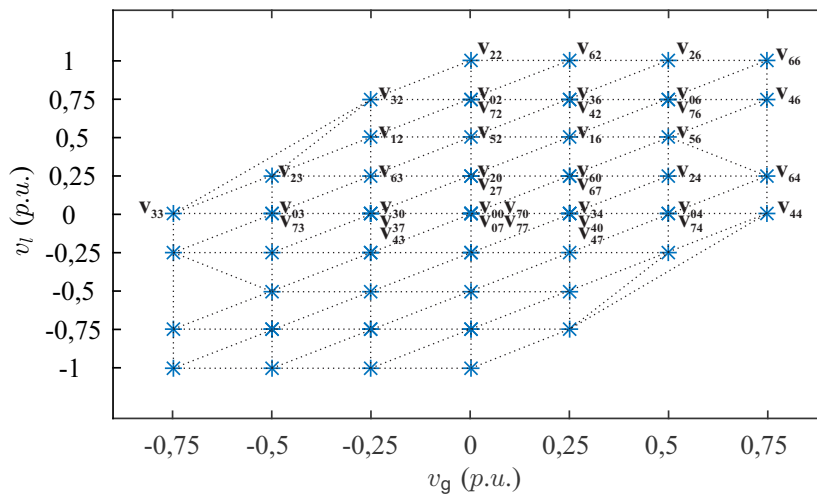 1 v22 v62 v26 v66
0,75 v32 v02 v36 v06 v46
v72 v42 v76
0,5 v12 v52 v16 v56
0,25 v23 v63 v20 v60 v24 v64
v27 v67
0 v33 v03 v30 v00 v70 v34 v04 v44
v73 v37 v07 v77 v40 v74
v43 v47
-0,25
-0,5
-0,75
-1
vl (p.u.)
-0,75 -0,5 -0,25 0 0,25 0,5 0,75
vg (p.u.)